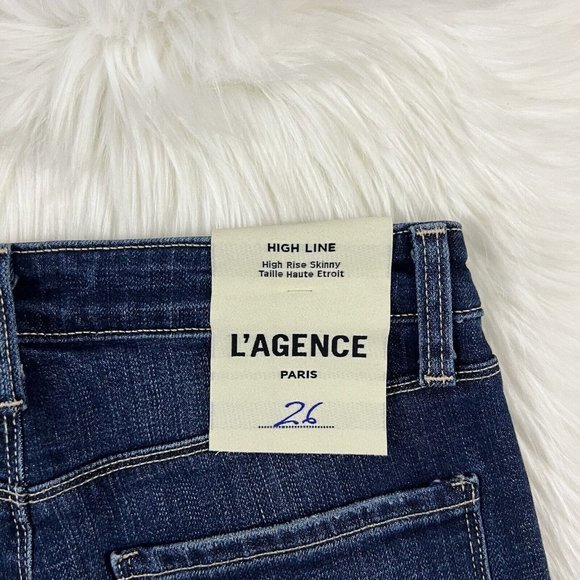 HIGH LINE
High Rise Skinny
Taille Haute Etroit
L'AGENCE
PARIS
26